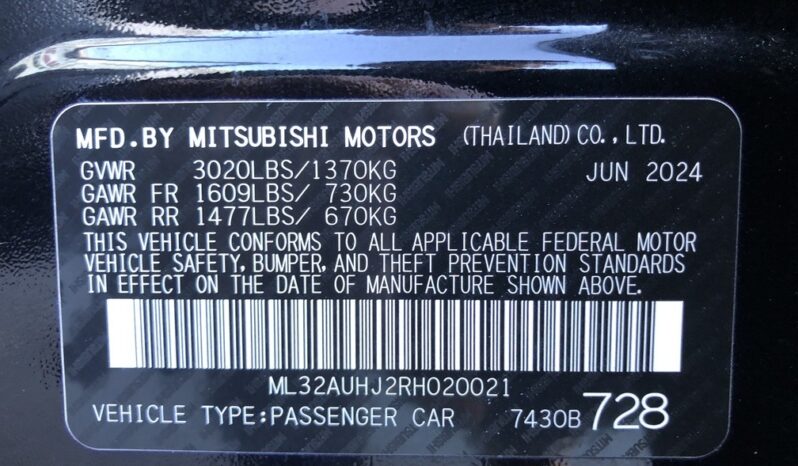 MFD.BY MITSUBISHI MOTORS (THAILAND)CO.,LTD.
GVWR 3020LBS/1370KG JUN 2024
GAWR FR 1609LBS/ 730KG
GAWR RR 1477LBS/ 670KG
THIS VEHICLE CONFORMS TO ALL APPLICABLE FEDERAL MOTOR
VEHICLE SAFETY, BUMPER, AND THEFT PREVENTION STANDARDS
IN EFFECT ON THE DATE OF MANUFACTURE SHOWN ABOVE.
ML32AUHJ2RH020021
VEHICLE TYPE:PASSENGER CAR 7430B 728